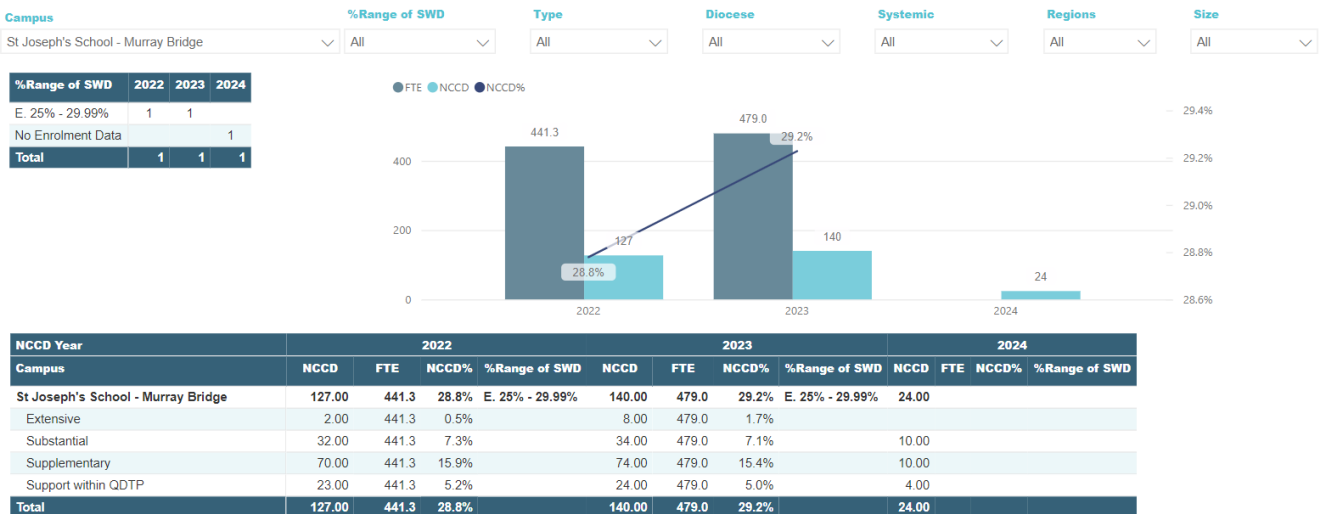 Campus %Range of SWD Type Diocese Systemic Regions Size
St Joseph's School - Murray Bridge All All All All All All
%Range of SWD 2022 2023 2024
E. 25% - 29.99% 1 1
No Enrolment Data 1
Total 1 1 1
FTE NCCD NCCD%
441.3
479.0
29.2%
127
28.8%
140
24
400
200
0
29.4%
29.2%
29.0%
28.8%
28.6%
2022 2023 2024
NCCD Year 2022 2023 2024
Campus NCCD FTE NCCD% %Range of SWD NCCD FTE NCCD% %Range of SWD NCCD FTE NCCD% %Range of SWD
St Joseph's School - Murray Bridge 127.00 441.3 28.8% E. 25% - 29.99% 140.00 479.0 29.2% E. 25% - 29.99% 24.00
Extensive 2.00 441.3 0.5% 8.00 479.0 1.7%
Substantial 32.00 441.3 7.3% 34.00 479.0 7.1% 10.00
Supplementary 70.00 441.3 15.9% 74.00 479.0 15.4% 10.00
Support within QDTP 23.00 441.3 5.2% 24.00 479.0 5.0% 4.00
Total 127.00 441.3 28.8% 140.00 479.0 29.2% 24.00